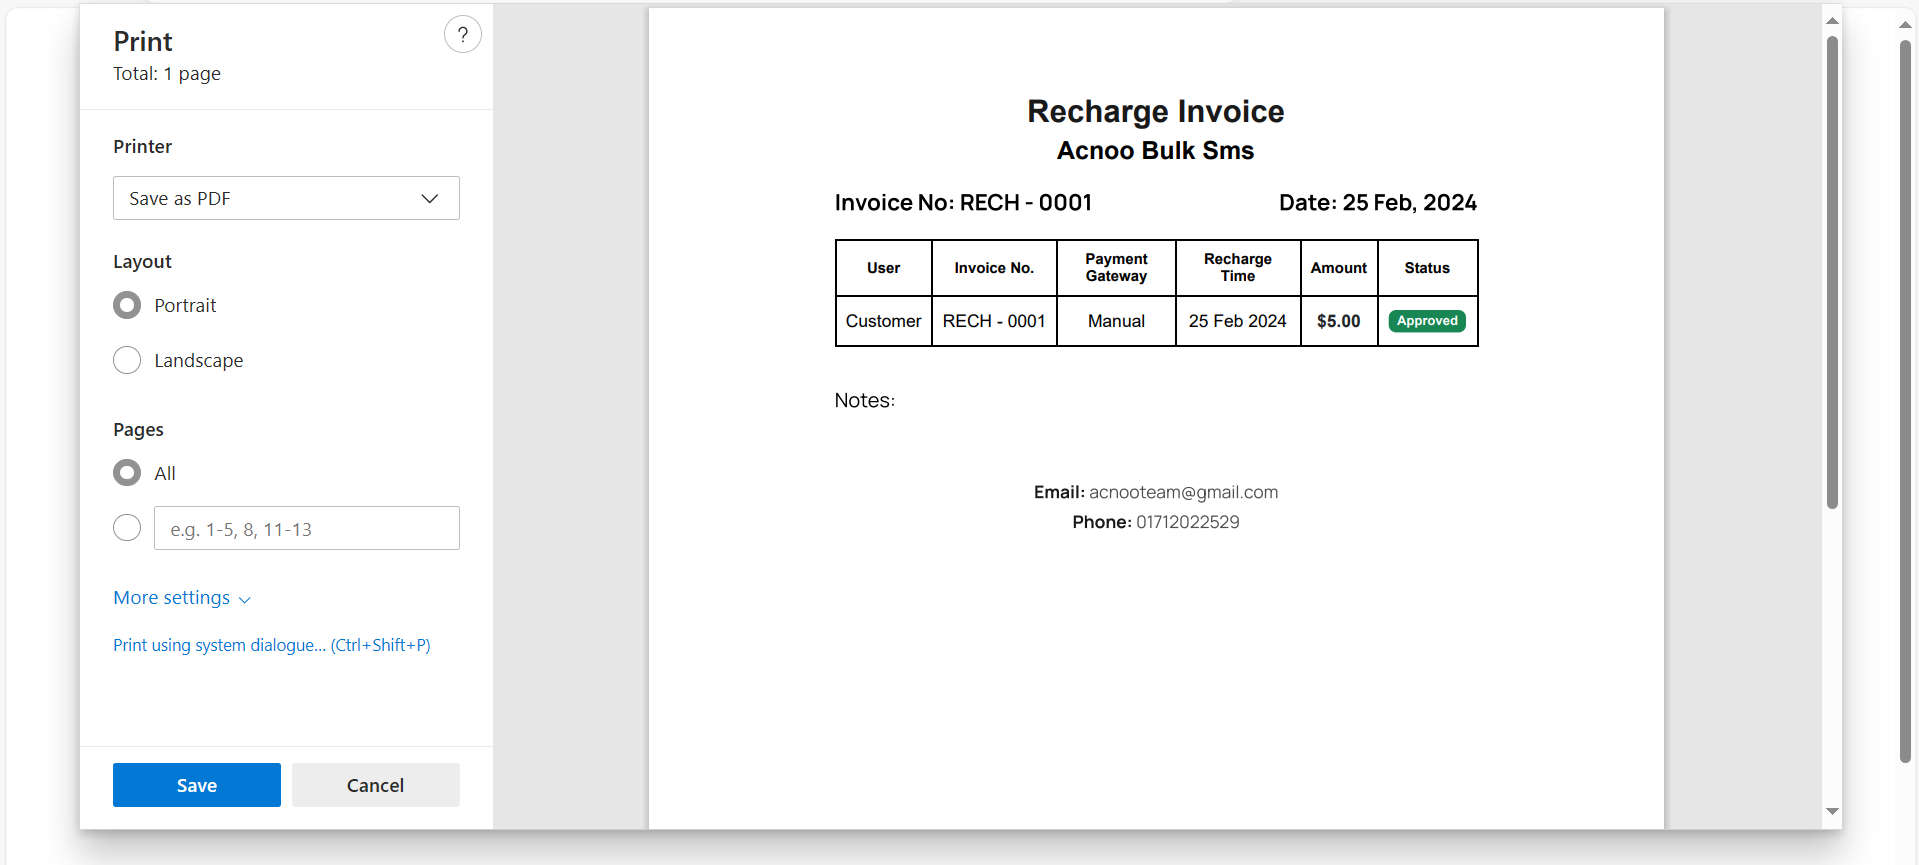 Print
?
Total: 1 page
Printer
Save as PDF
Layout
Portrait
Landscape
Pages
All
e.g. 1-5, 8, 11-13
More settings
Print using system dialogue... (Ctrl+Shift+P)
Save
Cancel
Recharge Invoice
Acnoo Bulk Sms
Invoice No: RECH - 0001
Date: 25 Feb, 2024
User
Invoice No.
Payment
Gateway
Recharge
Time
Amount
Status
Customer
RECH - 0001
Manual
25 Feb 2024
$5.00
Approved
Notes:
Email: acnooteam@gmail.com
Phone: 01712022529